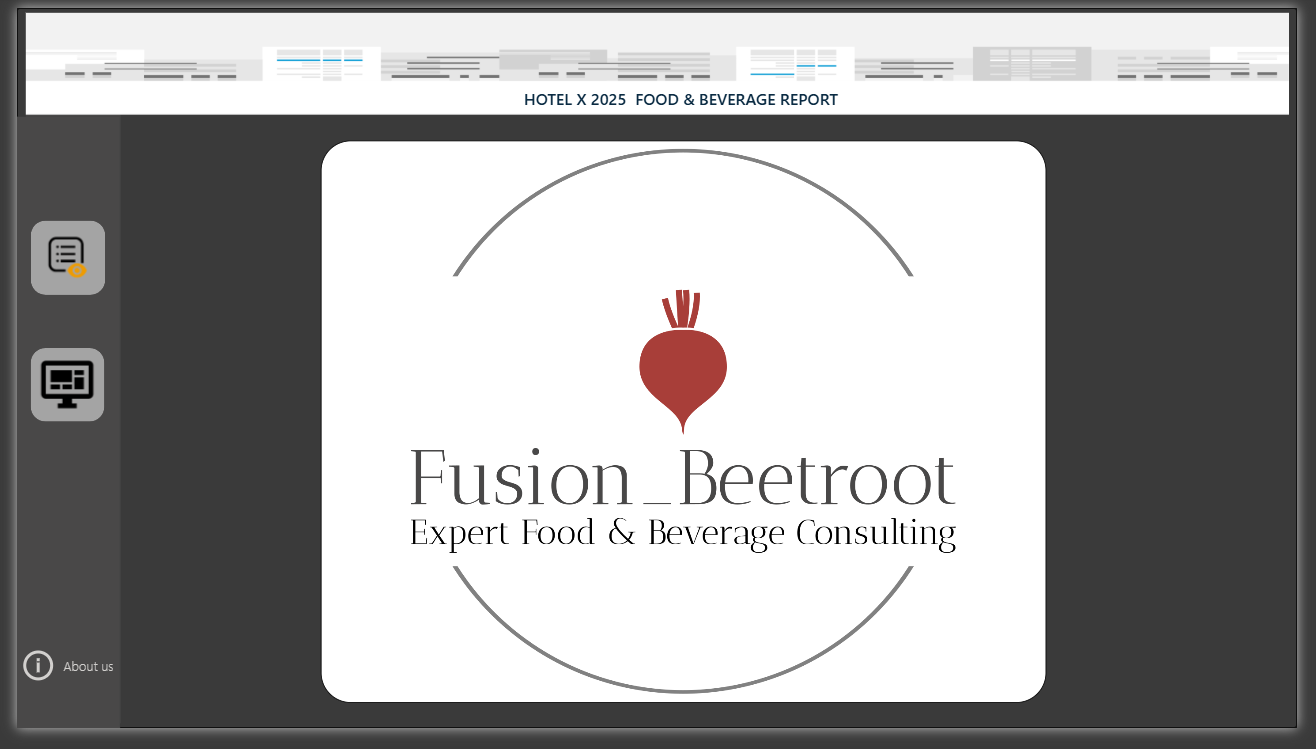 HOTEL X 2025  FOOD & BEVERAGE REPORT
Fusion_Beetroot
Expert Food & Beverage Consulting
About us